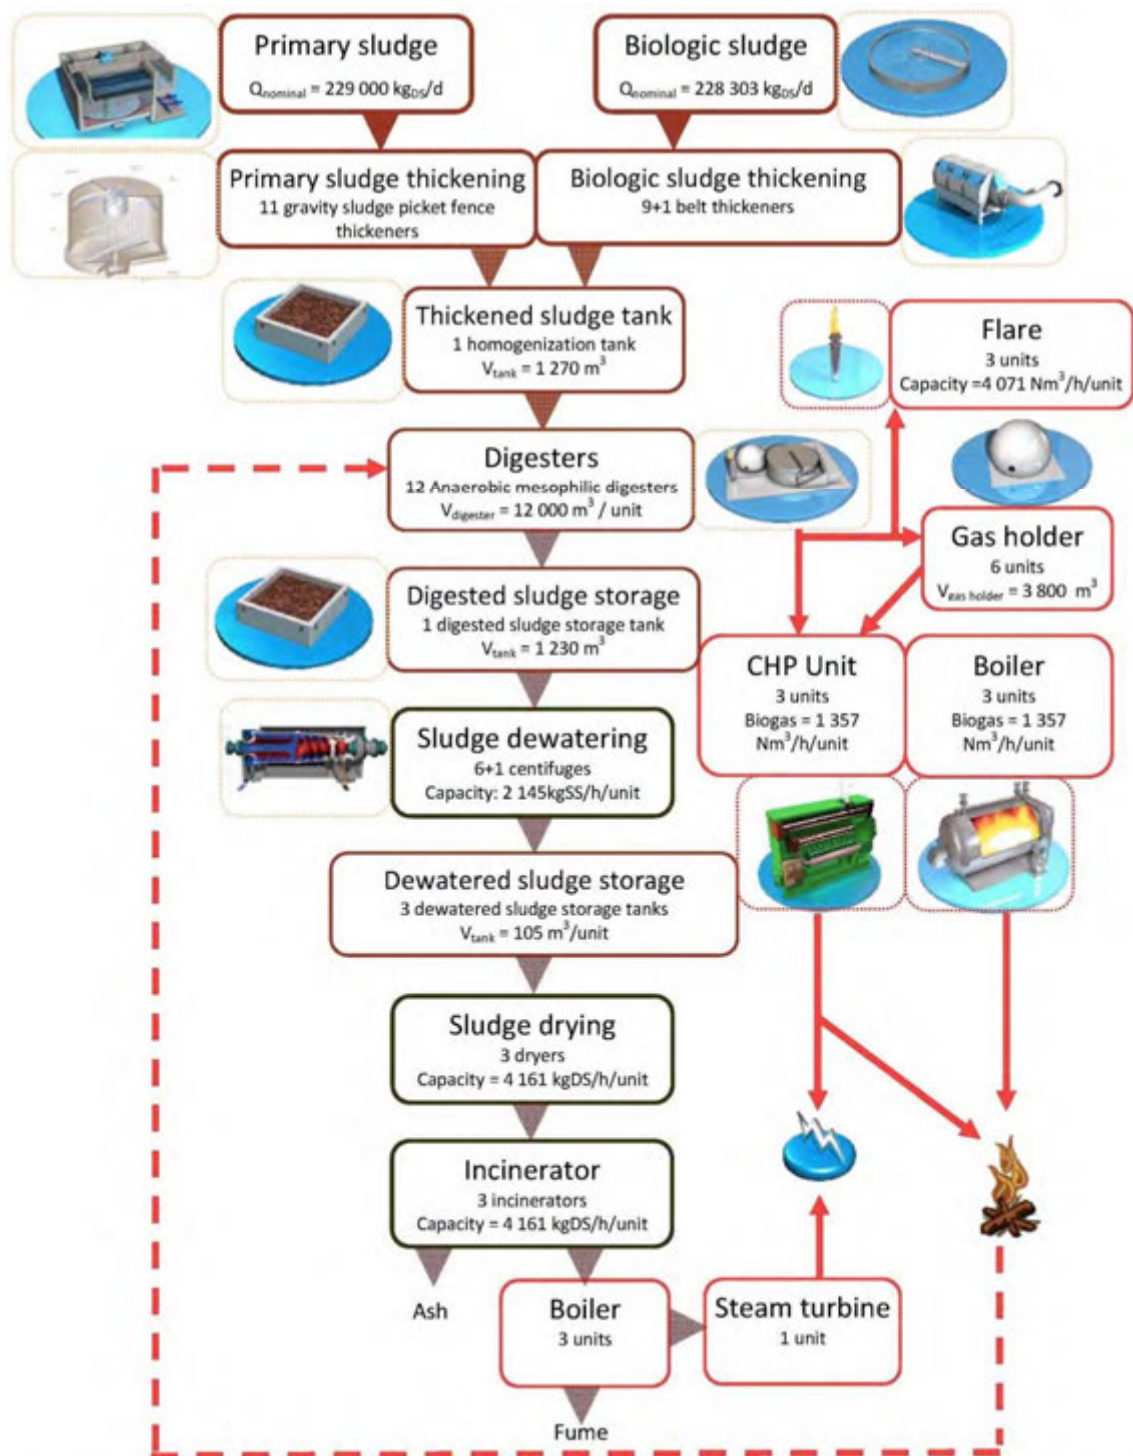 Primary sludge
Qnominal = 229 000 kgDS/d
Biologic sludge
Qnominal = 228 303 kgDS/d
Primary sludge thickening
11 gravity sludge picket fence
thickeners
Biologic sludge thickening
9+1 belt thickeners
Thickened sludge tank
1 homogenization tank
Vtank = 1 270 m³
Flare
3 units
Capacity =4 071 Nm³/h/unit
Digesters
12 Anaerobic mesophilic digesters
Vdigester = 12 000 m³ / unit
Gas holder
6 units
Vgas holder = 3 800 m³
Digested sludge storage
1 digested sludge storage tank
Vtank = 1 230 m³
CHP Unit
3 units
Biogas = 1 357
Nm³/h/unit
Boiler
3 units
Biogas = 1 357
Nm³/h/unit
Sludge dewatering
6+1 centifuges
Capacity: 2 145kgSS/h/unit
Dewatered sludge storage
3 dewatered sludge storage tanks
Vtank = 105 m³/unit
Sludge drying
3 dryers
Capacity = 4 161 kgDS/h/unit
Incinerator
3 incinerators
Capacity = 4 161 kgDS/h/unit
Ash
Boiler
3 units
Steam turbine
1 unit
Fume